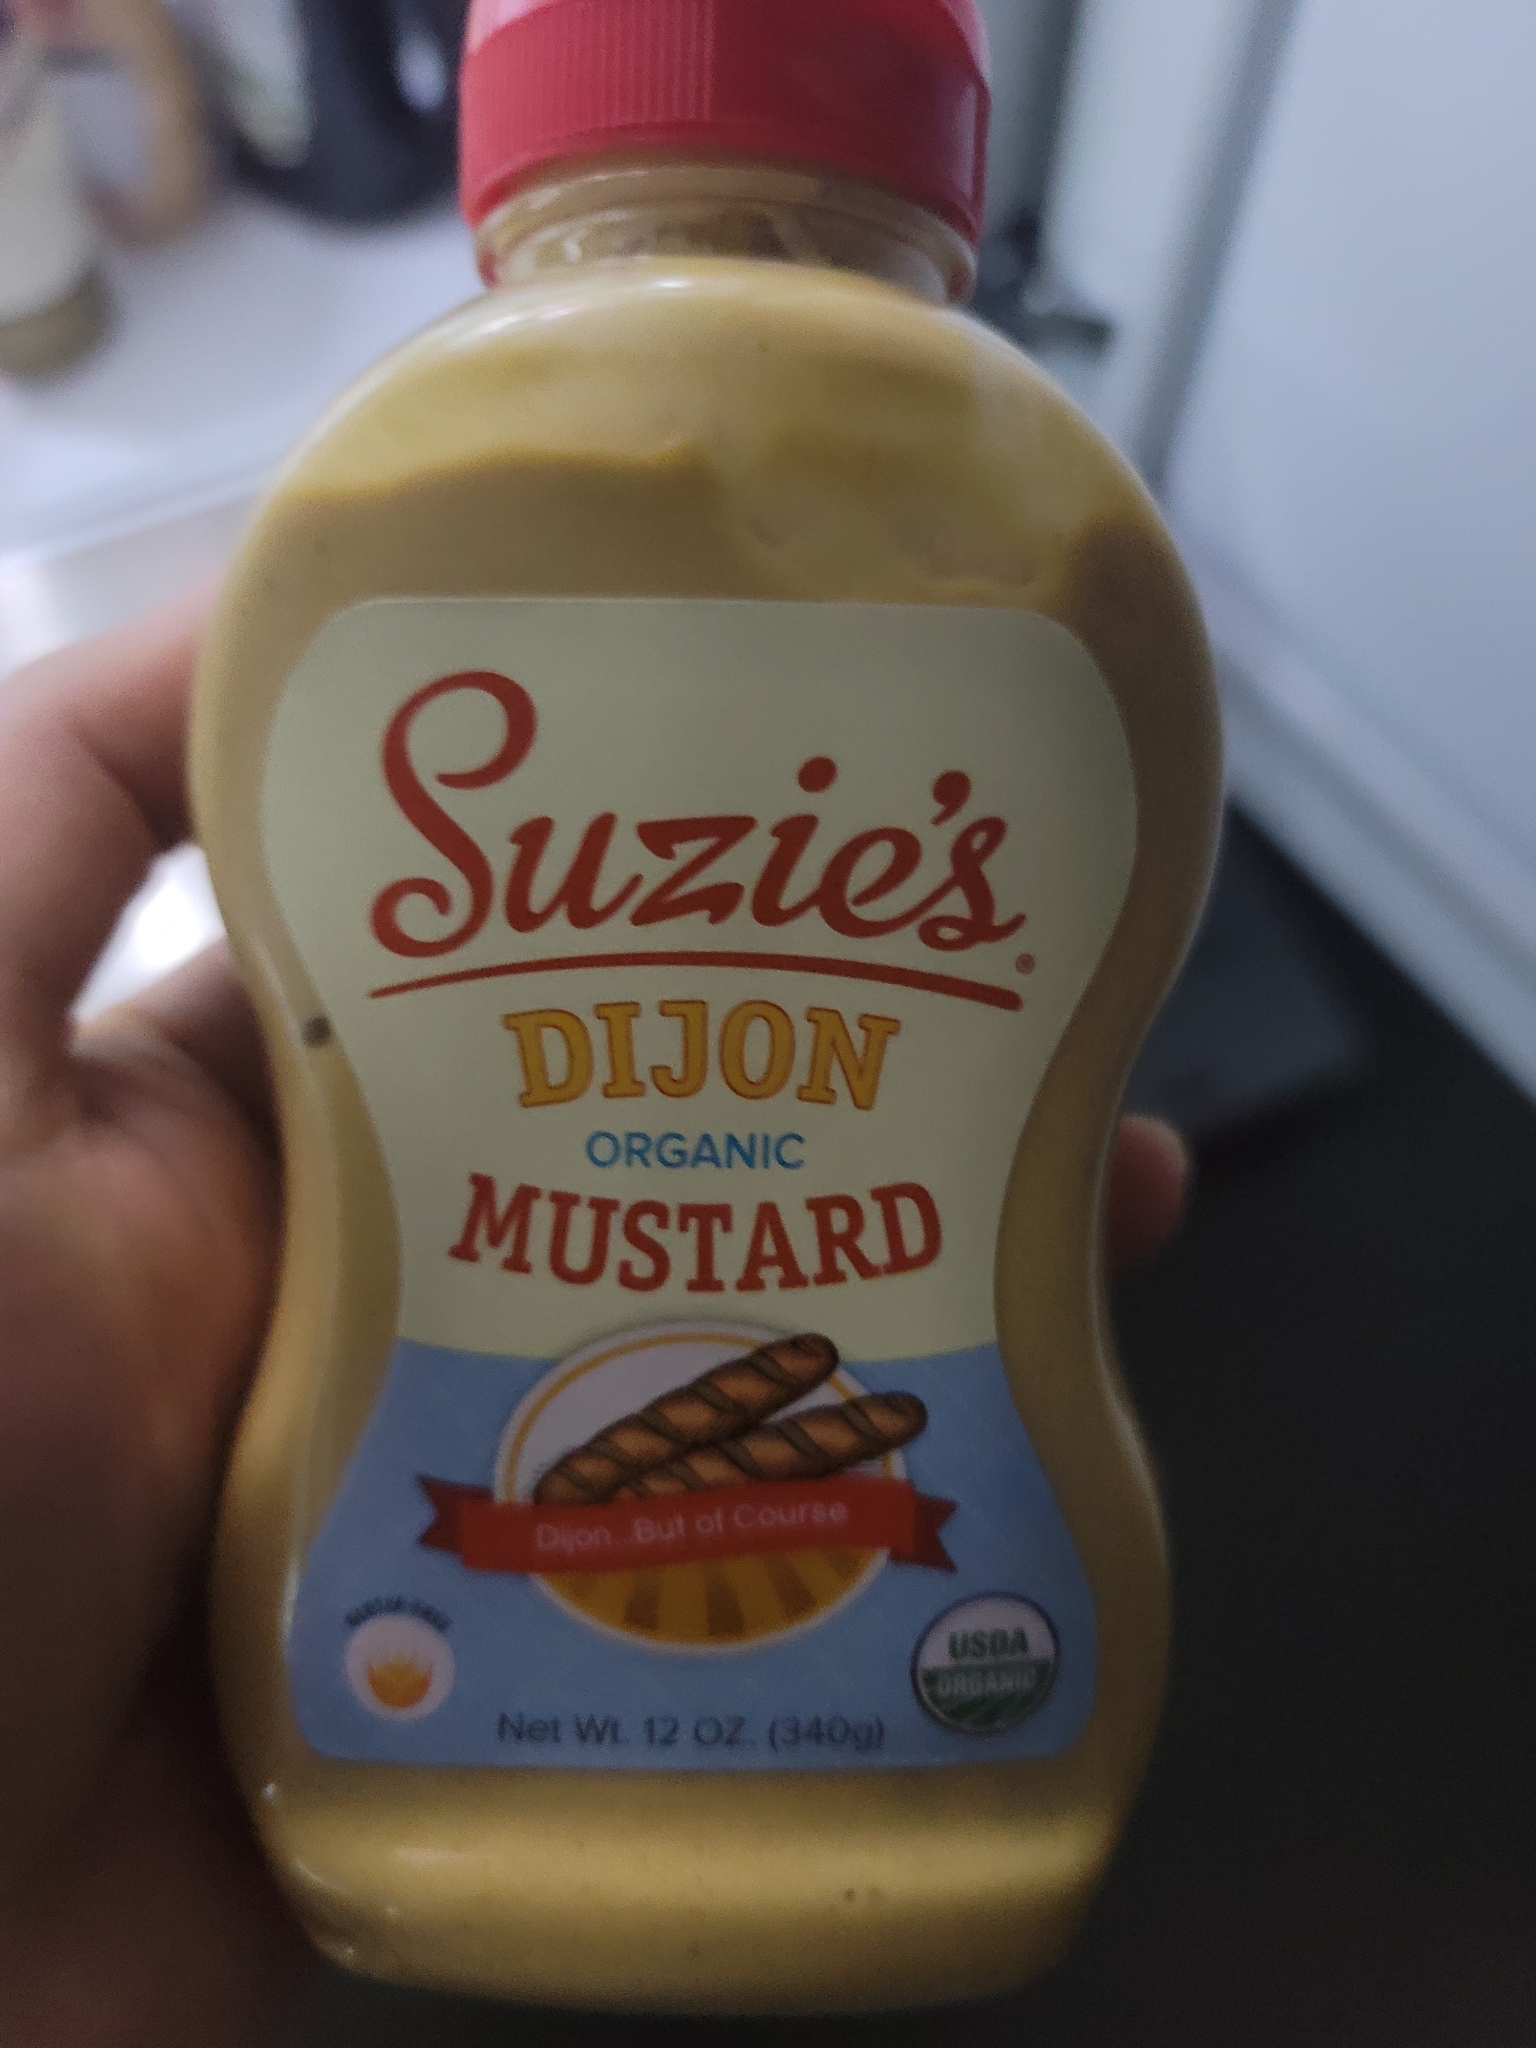 Suzie's®
DIJON
ORGANIC
MUSTARD
Dijon...But of Course
USDA
ORGANIC
Net Wt. 12 OZ. (340g)